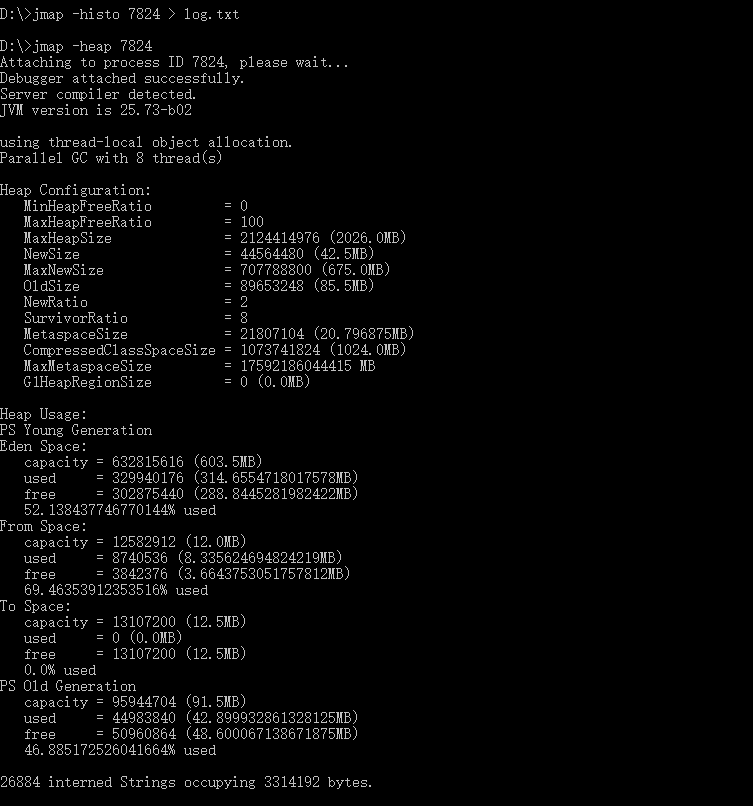 D:\>jmap -histo 7824 > log.txt
D:\>jmap -heap 7824
Attaching to process ID 7824, please wait...
Debugger attached successfully.
Server compiler detected.
JVM version is 25.73-b02
using thread-local object allocation.
Parallel GC with 8 thread(s)
Heap Configuration:
MinHeapFreeRatio = 0
MaxHeapFreeRatio = 100
MaxHeapSize = 2124414976 (2026.0MB)
NewSize = 44564480 (42.5MB)
MaxNewSize = 707788800 (675.0MB)
OldSize = 89653248 (85.5MB)
NewRatio = 2
SurvivorRatio = 8
MetaspaceSize = 21807104 (20.796875MB)
CompressedClassSpaceSize = 1073741824 (1024.0MB)
MaxMetaspaceSize = 17592186044415 MB
G1HeapRegionSize = 0 (0.0MB)
Heap Usage:
PS Young Generation
Eden Space:
capacity = 632815616 (603.5MB)
used = 329940176 (314.6554718017578MB)
free = 302875440 (288.8445281982422MB)
52.138437746770144% used
From Space:
capacity = 12582912 (12.0MB)
used = 8740536 (8.335624694824219MB)
free = 3842376 (3.6643753051757812MB)
69.46353912353516% used
To Space:
capacity = 13107200 (12.5MB)
used = 0 (0.0MB)
free = 13107200 (12.5MB)
0.0% used
PS Old Generation
capacity = 95944704 (91.5MB)
used = 44983840 (42.899932861328125MB)
free = 50960864 (48.600067138671875MB)
46.885172526041664% used
26884 interned Strings occupying 3314192 bytes.